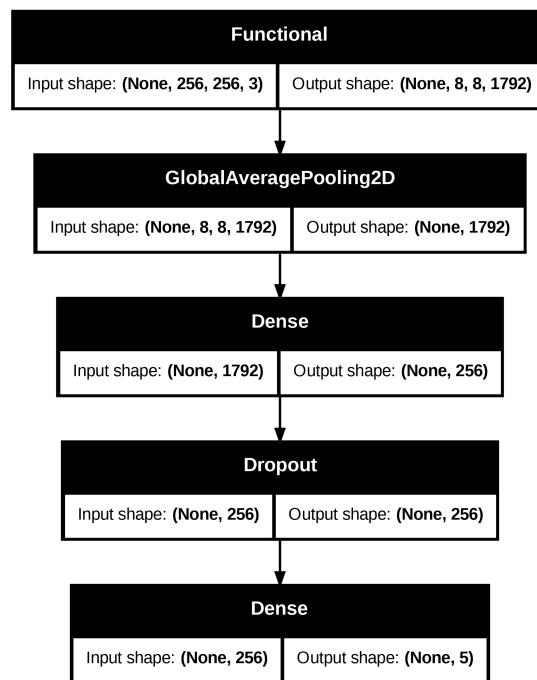 Functional
Input shape: (None, 256, 256, 3) Output shape: (None, 8, 8, 1792)
GlobalAveragePooling2D
Input shape: (None, 8, 8, 1792) Output shape: (None, 1792)
Dense
Input shape: (None, 1792) Output shape: (None, 256)
Dropout
Input shape: (None, 256) Output shape: (None, 256)
Dense
Input shape: (None, 256) Output shape: (None, 5)